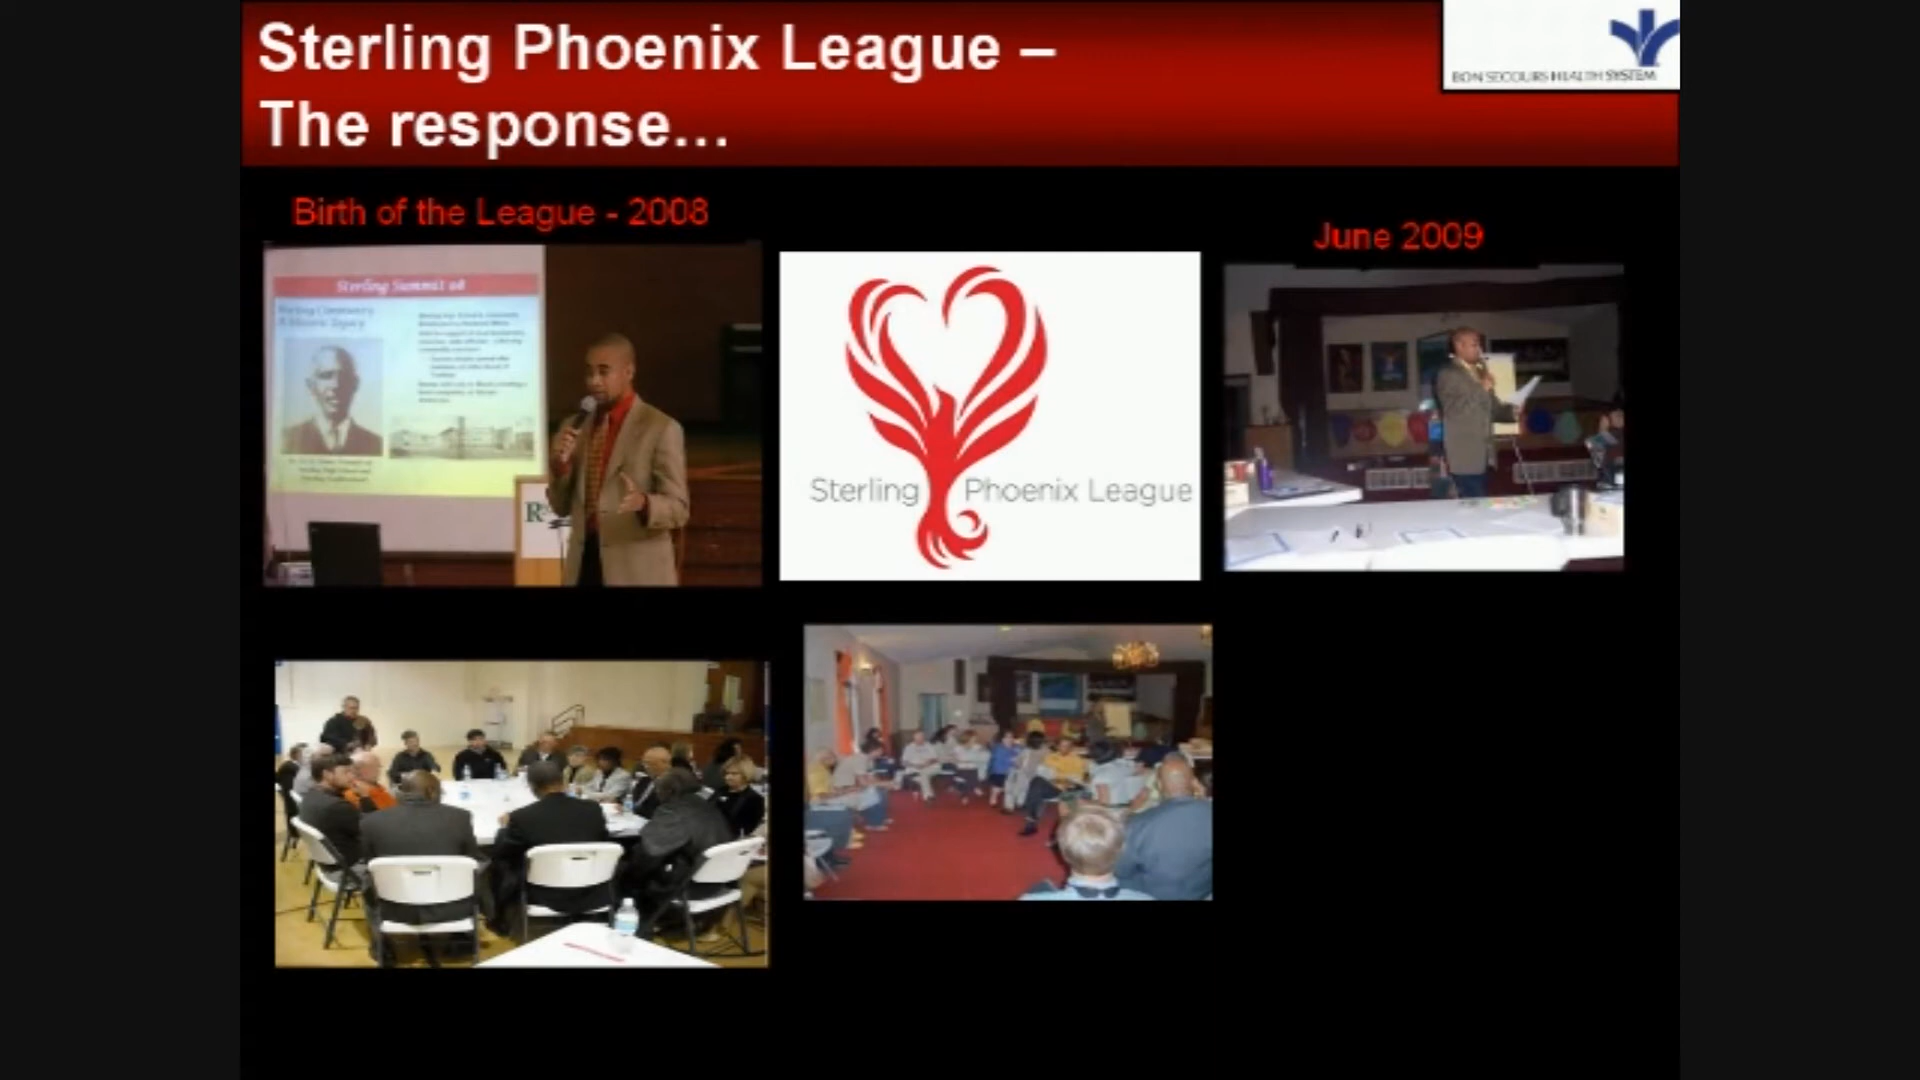 Sterling Phoenix League –
The response...
BON SECOURS HEALTH SYSTEM
Birth of the League - 2008
June 2009
Sterling Summit 08
Sterling Phoenix League